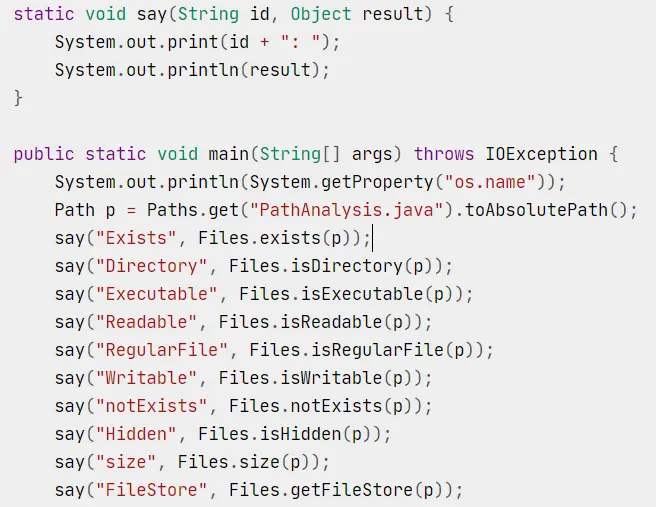 static void say(String id, Object result) {
    System.out.print(id + ": ");
    System.out.println(result);
}
public static void main(String[] args) throws IOException {
    System.out.println(System.getProperty("os.name"));
    Path p = Paths.get("PathAnalysis.java").toAbsolutePath();
    say("Exists", Files.exists(p));
    say("Directory", Files.isDirectory(p));
    say("Executable", Files.isExecutable(p));
    say("Readable", Files.isReadable(p));
    say("RegularFile", Files.isRegularFile(p));
    say("Writable", Files.isWritable(p));
    say("notExists", Files.notExists(p));
    say("Hidden", Files.isHidden(p));
    say("size", Files.size(p));
    say("FileStore", Files.getFileStore(p));